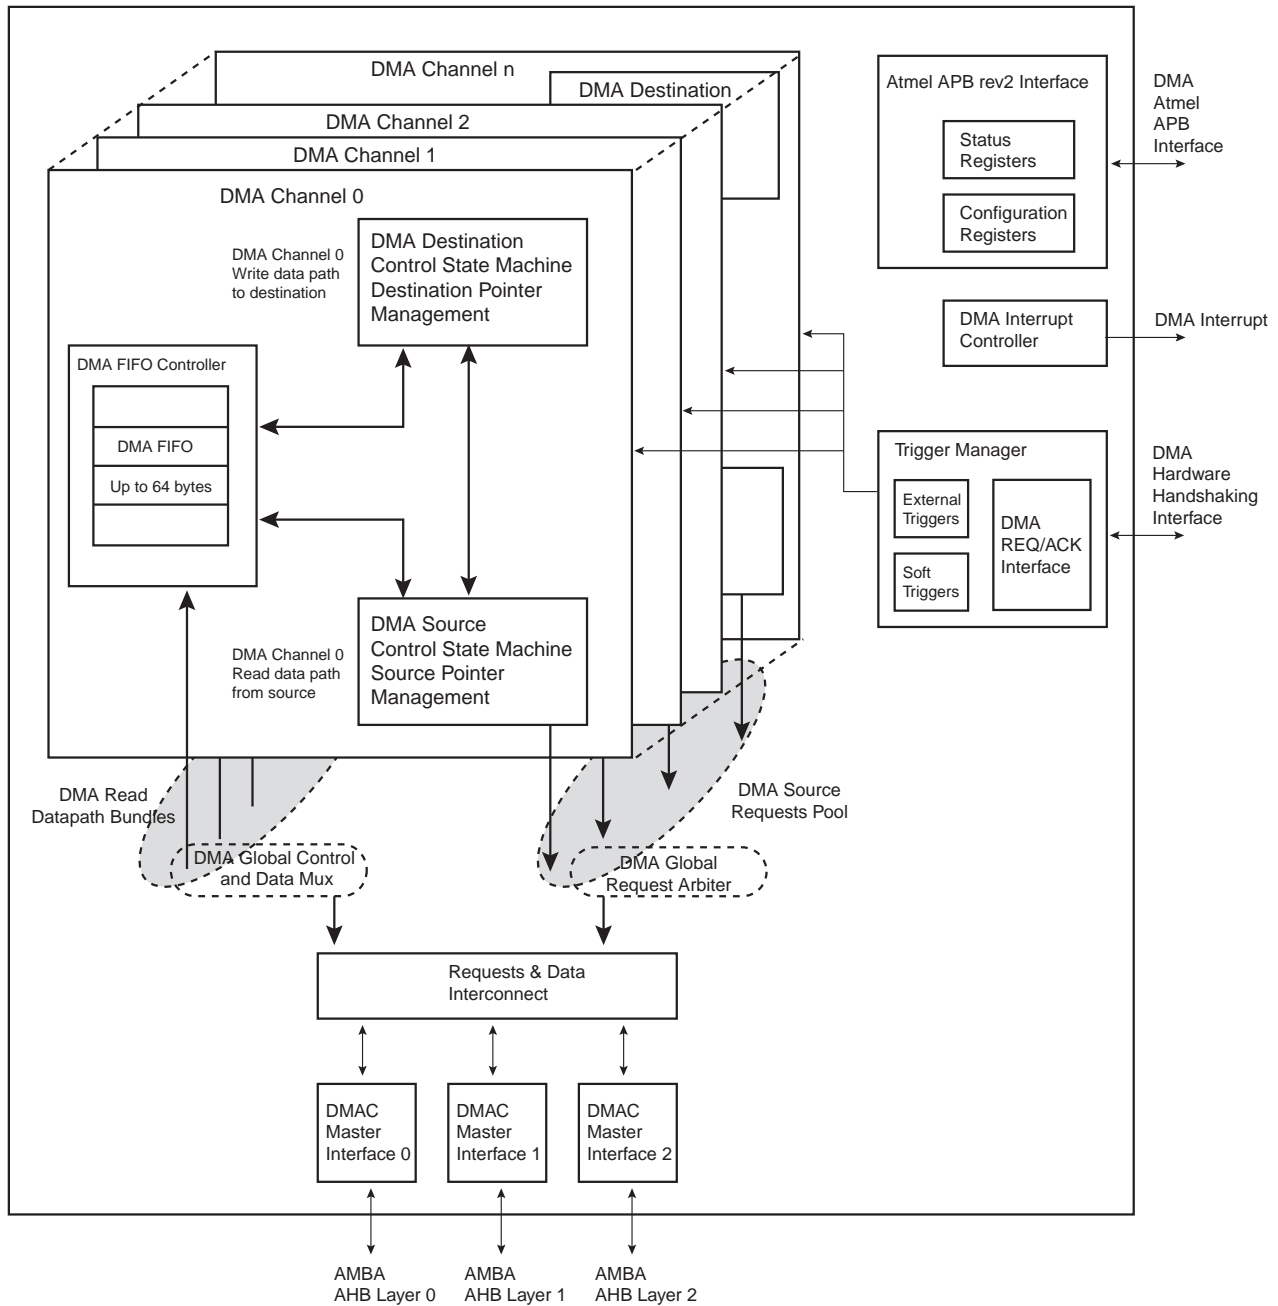 DMA Channel n
DMA Destination
DMA Channel 2
DMA Channel 1
DMA Channel 0
DMA Channel 0
Write data path
to destination
DMA Destination
Control State Machine
Destination Pointer
Management
DMA FIFO Controller
DMA FIFO
Up to 64 bytes
DMA Channel 0
Read data path
from source
DMA Source
Control State Machine
Source Pointer
Management
Atmel APB rev2 Interface
Status
Registers
Configuration
Registers
DMA
Atmel
APB
Interface
DMA Interrupt
Controller
DMA Interrupt
Trigger Manager
External
Triggers
Soft
Triggers
DMA
REQ/ACK
Interface
DMA
Hardware
Handshaking
Interface
DMA Read
Datapath Bundles
DMA Source
Requests Pool
DMA Global Control
and Data Mux
DMA Global
Request Arbiter
Requests & Data
Interconnect
DMAC
Master
Interface 0
DMAC
Master
Interface 1
DMAC
Master
Interface 2
AMBA
AHB Layer 0
AMBA
AHB Layer 1
AMBA
AHB Layer 2